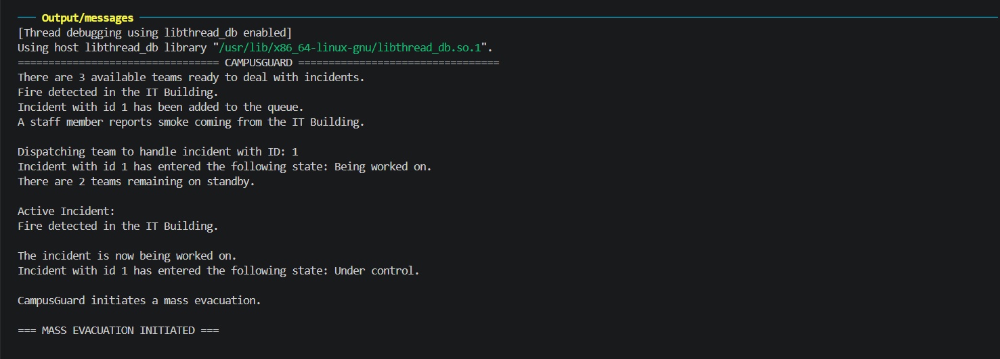 Output/messages
[Thread debugging using libthread_db enabled]
Using host libthread_db library "/usr/lib/x86_64-linux-gnu/libthread_db.so.1".
================================= CAMPUSGUARD =================================
There are 3 available teams ready to deal with incidents.
Fire detected in the IT Building.
Incident with id 1 has been added to the queue.
A staff member reports smoke coming from the IT Building.
Dispatching team to handle incident with ID: 1
Incident with id 1 has entered the following state: Being worked on.
There are 2 teams remaining on standby.
Active Incident:
Fire detected in the IT Building.
The incident is now being worked on.
Incident with id 1 has entered the following state: Under control.
CampusGuard initiates a mass evacuation.
=== MASS EVACUATION INITIATED ===